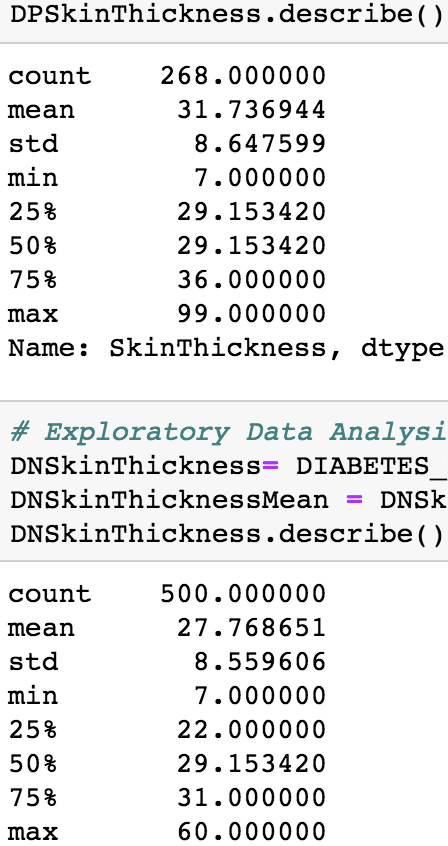 DPSkinThickness.describe()
count 268.000000
mean 31.736944
std 8.647599
min 7.000000
25% 29.153420
50% 29.153420
75% 36.000000
max 99.000000
Name: SkinThickness, dtype
# Exploratory Data Analysi
DNSkinThickness= DIABETES_
DNSkinThicknessMean = DNSk
DNSkinThickness.describe()
count 500.000000
mean 27.768651
std 8.559606
min 7.000000
25% 22.000000
50% 29.153420
75% 31.000000
max 60.000000